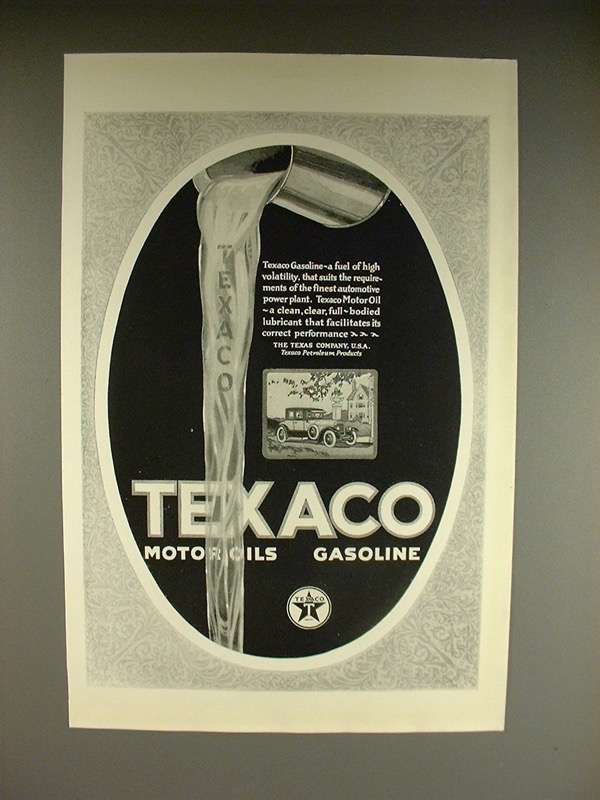 TEXACO
Texaco Gasoline~a fuel of high
volatility, that suits the require-
ments of the finest automotive
power plant. Texaco Motor Oil
~a clean, clear, full~bodied
lubricant that facilitates its
correct performance
THE TEXAS COMPANY, U.S.A.
Texaco Petroleum Products
TEXACO
MOTOR OILS GASOLINE
TEXACO
T